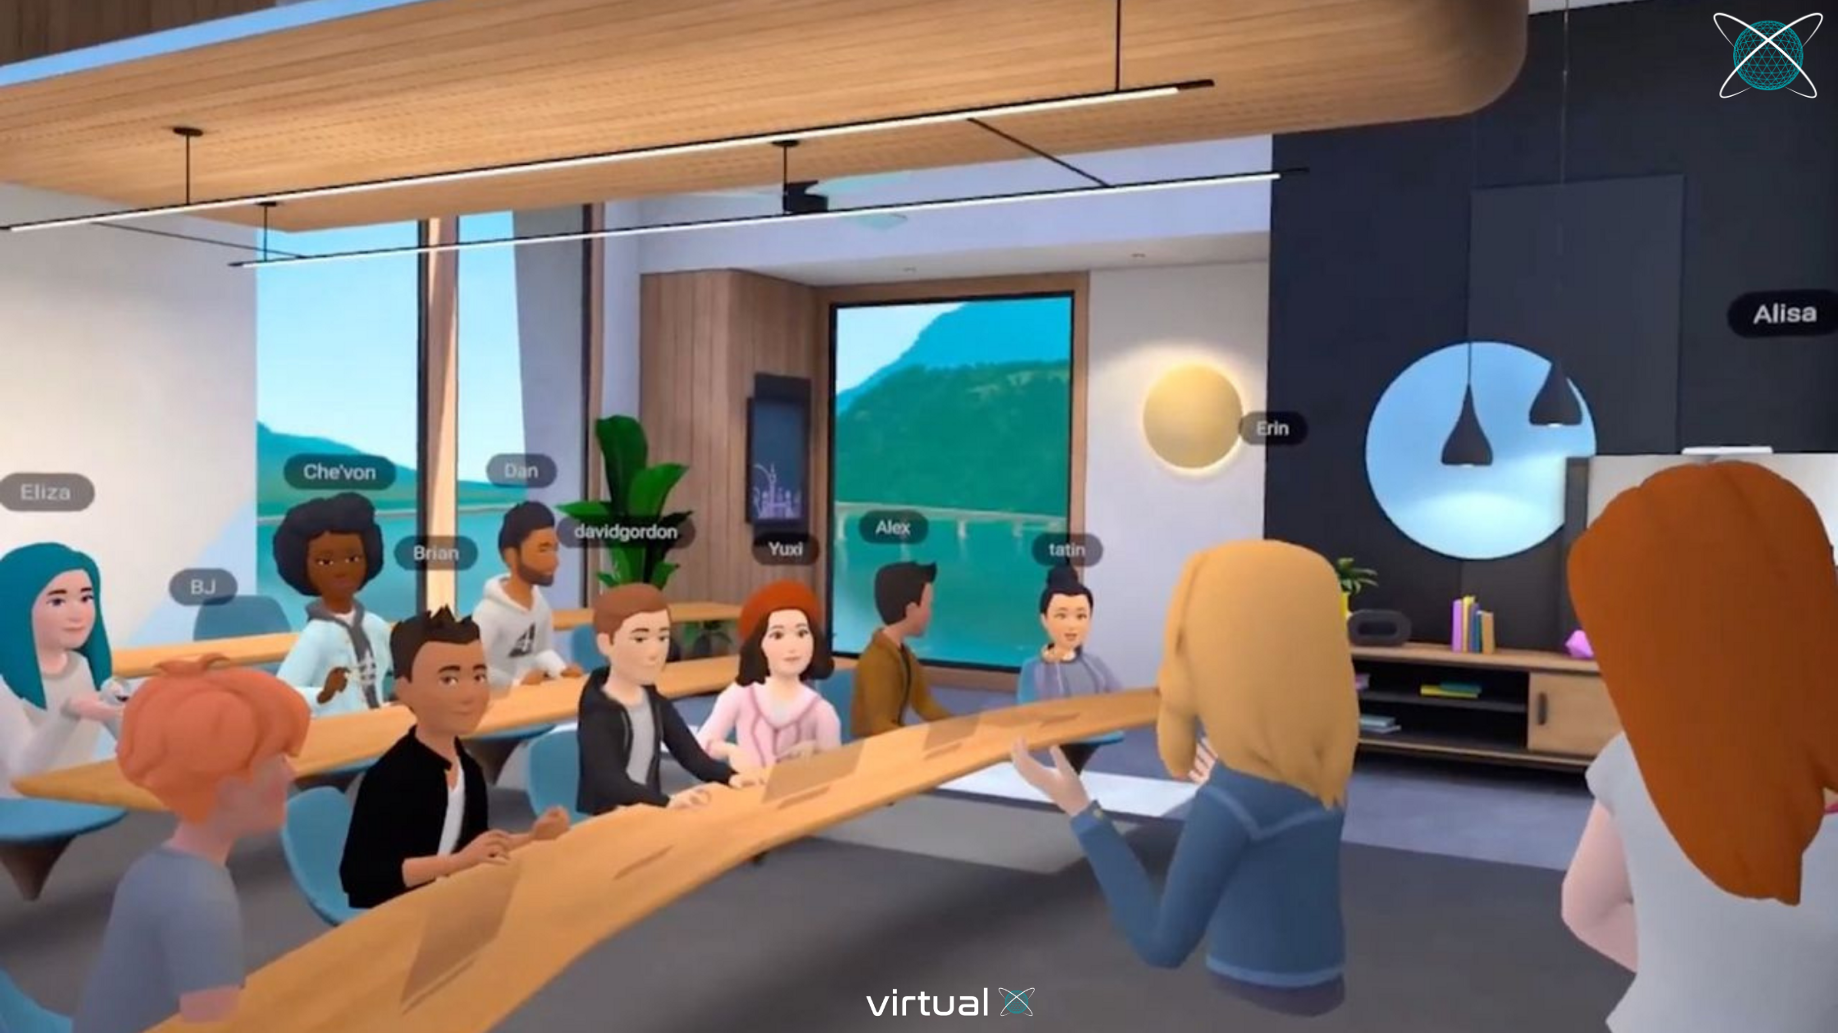 Alisa
Erin
Che'von
Dan
Eliza
davidgordon
Alex
Brian
Yuxi
tatin
BJ
virtual